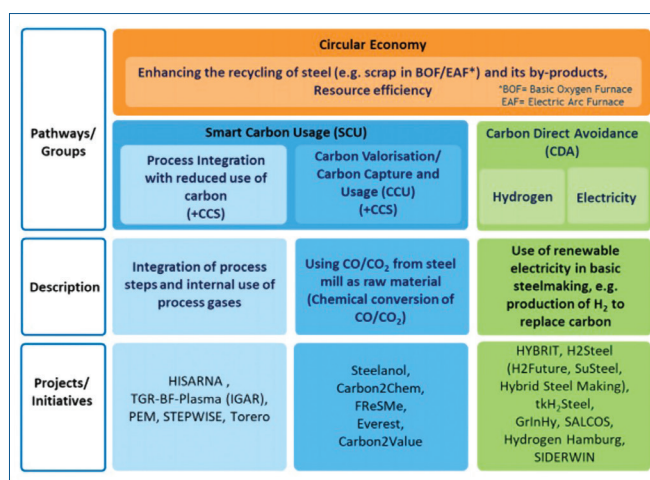 Circular Economy
Enhancing the recycling of steel (e.g. scrap in BOF/EAF*) and its by-products,
Resource efficiency
*BOF= Basic Oxygen Furnace
EAF= Electric Arc Furnace
Pathways/
Groups
Smart Carbon Usage (SCU)
Process Integration
with reduced use of
carbon
(+CCS)
Carbon Valorisation/
Carbon Capture and
Usage (CCU)
(+CCS)
Carbon Direct Avoidance
(CDA)
Hydrogen
Electricity
Description
Integration of process
steps and internal use of
process gases
Using CO/CO₂ from steel
mill as raw material
(Chemical conversion of
CO/CO₂)
Use of renewable
electricity in basic
steelmaking, e.g.
production of H₂ to
replace carbon
Projects/
Initiatives
HISARNA ,
TGR-BF-Plasma (IGAR),
PEM, STEPWISE, Torero
Steelanol,
Carbon2Chem,
FReSMe,
Everest,
Carbon2Value
HYBRIT, H2Steel
(H2Future, SuSteel,
Hybrid Steel Making),
tkH₂Steel,
GrInHy, SALCOS,
Hydrogen Hamburg,
SIDERWIN